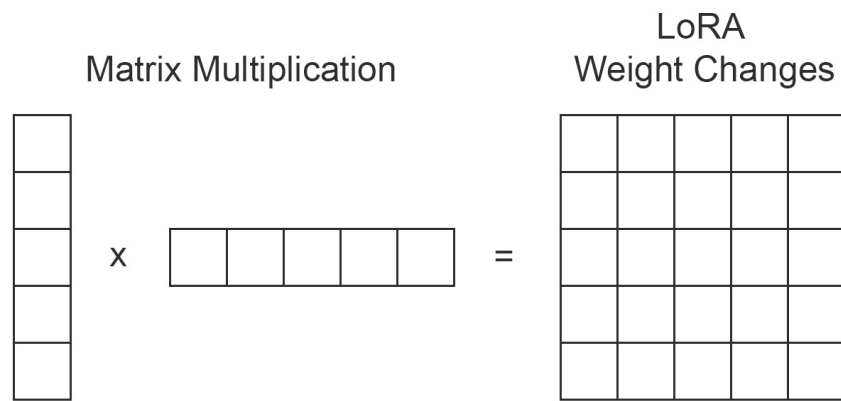 LoRA
Matrix Multiplication
Weight Changes
x
=